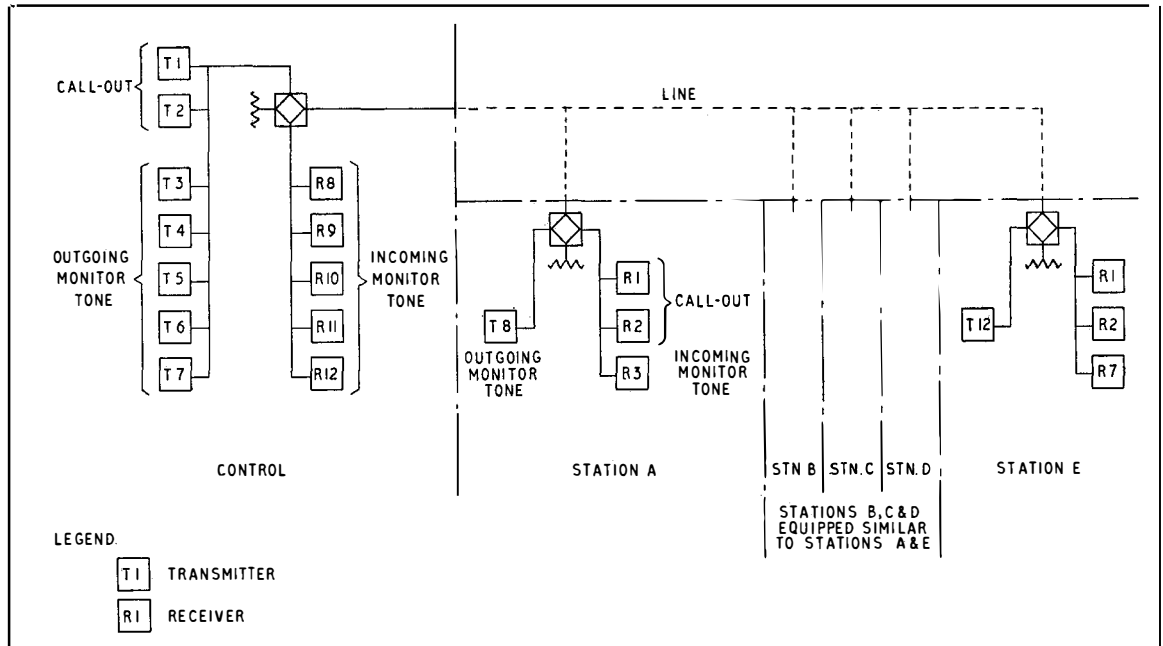 CALL-OUT
T1
T2
T3
T4
T5
T6
T7
OUTGOING
MONITOR
TONE
R8
R9
R10
R11
R12
INCOMING
MONITOR
TONE
CONTROL
LINE
T8
OUTGOING
MONITOR
TONE
R1
R2
R3
CALL-OUT
INCOMING
MONITOR
TONE
STATION A
STN B
STN. C
STN. D
STATIONS B, C & D
EQUIPPED SIMILAR
TO STATIONS A & E
T12
R1
R2
R7
STATION E
LEGEND.
T1 TRANSMITTER
R1 RECEIVER